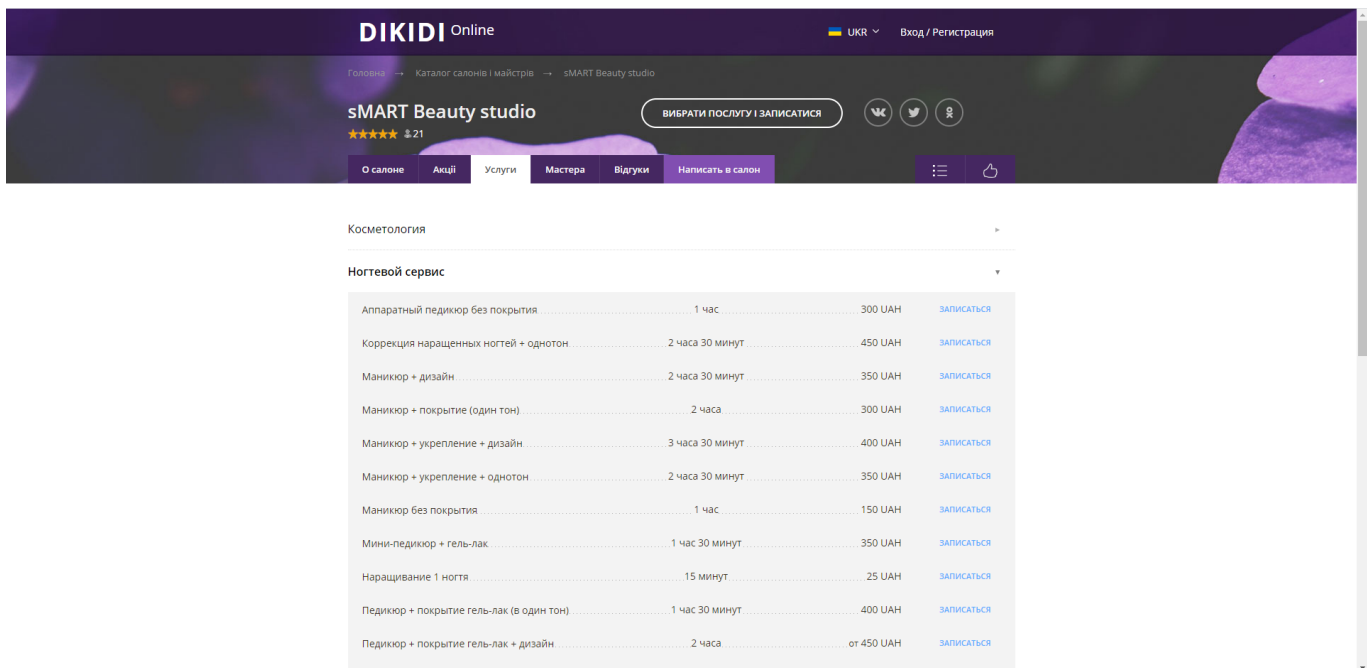 DIKIDI Online
UKR
Вход / Регистрация
Головна → Каталог салонів і майстрів → sMART Beauty studio
sMART Beauty studio
ВИБРАТИ ПОСЛУГУ І ЗАПИСАТИСЯ
21
О салоне Акції Услуги Мастера Відгуки Написать в салон
Косметология
Ногтевой сервис
Аппаратный педикюр без покрытия 1 час 300 UAH ЗАПИСАТЬСЯ
Коррекция наращенных ногтей + однотон 2 часа 30 минут 450 UAH ЗАПИСАТЬСЯ
Маникюр + дизайн 2 часа 30 минут 350 UAH ЗАПИСАТЬСЯ
Маникюр + покрытие (один тон) 2 часа 300 UAH ЗАПИСАТЬСЯ
Маникюр + укрепление + дизайн 3 часа 30 минут 400 UAH ЗАПИСАТЬСЯ
Маникюр + укрепление + однотон 2 часа 30 минут 350 UAH ЗАПИСАТЬСЯ
Маникюр без покрытия 1 час 150 UAH ЗАПИСАТЬСЯ
Мини-педикюр + гель-лак 1 час 30 минут 350 UAH ЗАПИСАТЬСЯ
Наращивание 1 ногтя 15 минут 25 UAH ЗАПИСАТЬСЯ
Педикюр + покрытие гель-лак (в один тон) 1 час 30 минут 400 UAH ЗАПИСАТЬСЯ
Педикюр + покрытие гель-лак + дизайн 2 часа от 450 UAH ЗАПИСАТЬСЯ